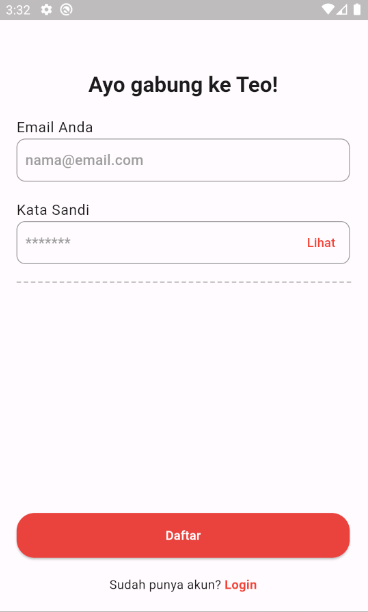 3:32
Ayo gabung ke Teo!
Email Anda
nama@email.com
Kata Sandi
*******
Lihat
Daftar
Sudah punya akun? Login